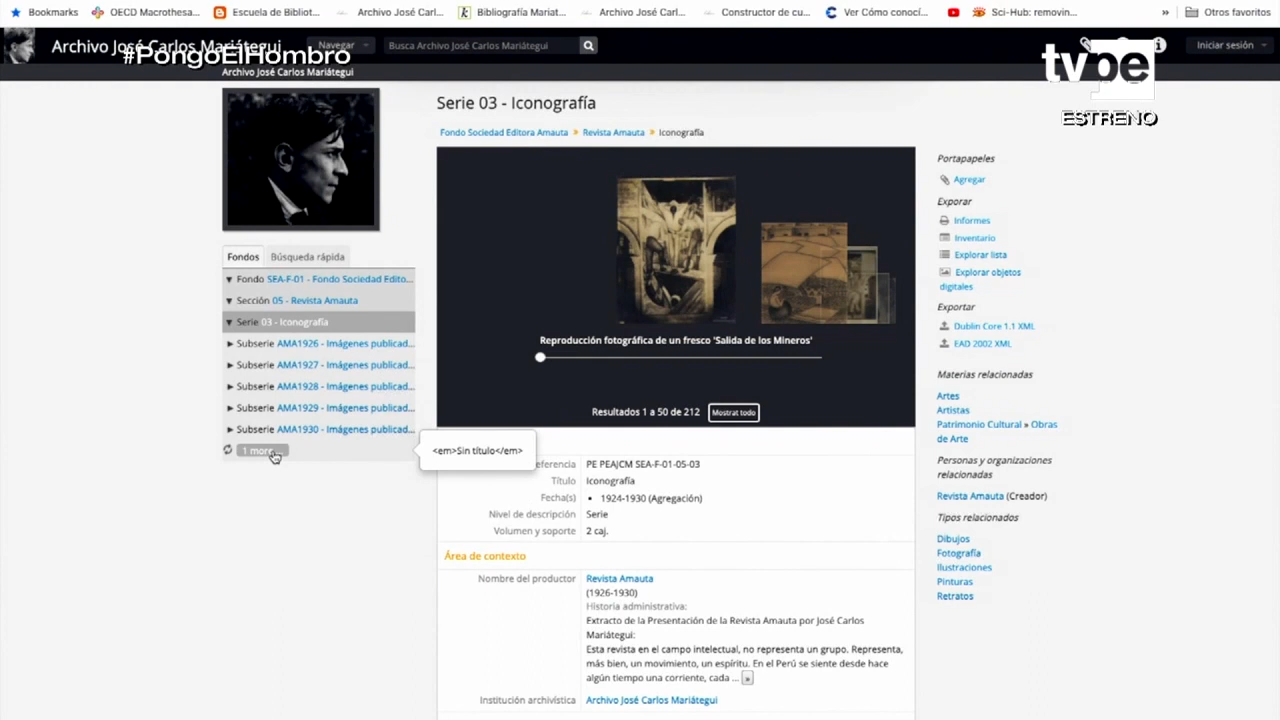 Bookmarks
OECD Macrothesa...
Escuela de Bibliot...
Archivo José Carl...
Bibliografía Mariat...
Archivo José Carl...
Constructor de cu...
Ver Cómo conocí...
Sci-Hub: removin...
»
Otros favoritos
Archivo José Carlos Mariátegui
Navegar
Busca Archivo José Carlos Mariátegui
Iniciar sesión
#PongoElHombro
Archivo José Carlos Mariátegui
tvpe
ESTRENO
Serie 03 - Iconografía
Fondo Sociedad Editora Amauta » Revista Amauta » Iconografía
Fondos
Búsqueda rápida
▼ Fondo SEA-F-01 - Fondo Sociedad Edito...
▼ Sección 05 - Revista Amauta
▼ Serie 03 - Iconografía
► Subserie AMA1926 - Imágenes publicad...
► Subserie AMA1927 - Imágenes publicad...
► Subserie AMA1928 - Imágenes publicad...
► Subserie AMA1929 - Imágenes publicad...
► Subserie AMA1930 - Imágenes publicad...
1 more
<em>Sin título</em>
Reproducción fotográfica de un fresco 'Salida de los Mineros'
Resultados 1 a 50 de 212
Mostrat todo
eferencia PE PEAJCM SEA-F-01-05-03
Título Iconografía
Fecha(s) • 1924-1930 (Agregación)
Nivel de descripción Serie
Volumen y soporte 2 caj.
Área de contexto
Nombre del productor Revista Amauta
(1926-1930)
Historia administrativa:
Extracto de la Presentación de la Revista Amauta por José Carlos
Mariátegui:
Esta revista en el campo intelectual, no representa un grupo. Representa,
más bien, un movimiento, un espíritu. En el Perú se siente desde hace
algún tiempo una corriente, cada ... »
Institución archivística Archivo José Carlos Mariátegui
Portapapeles
Agregar
Exporar
Informes
Inventario
Explorar lista
Explorar objetos
digitales
Exportar
Dublin Core 1.1 XML
EAD 2002 XML
Materias relacionadas
Artes
Artistas
Patrimonio Cultural » Obras
de Arte
Personas y organizaciones
relacionadas
Revista Amauta (Creador)
Tipos relacionados
Dibujos
Fotografía
Ilustraciones
Pinturas
Retratos